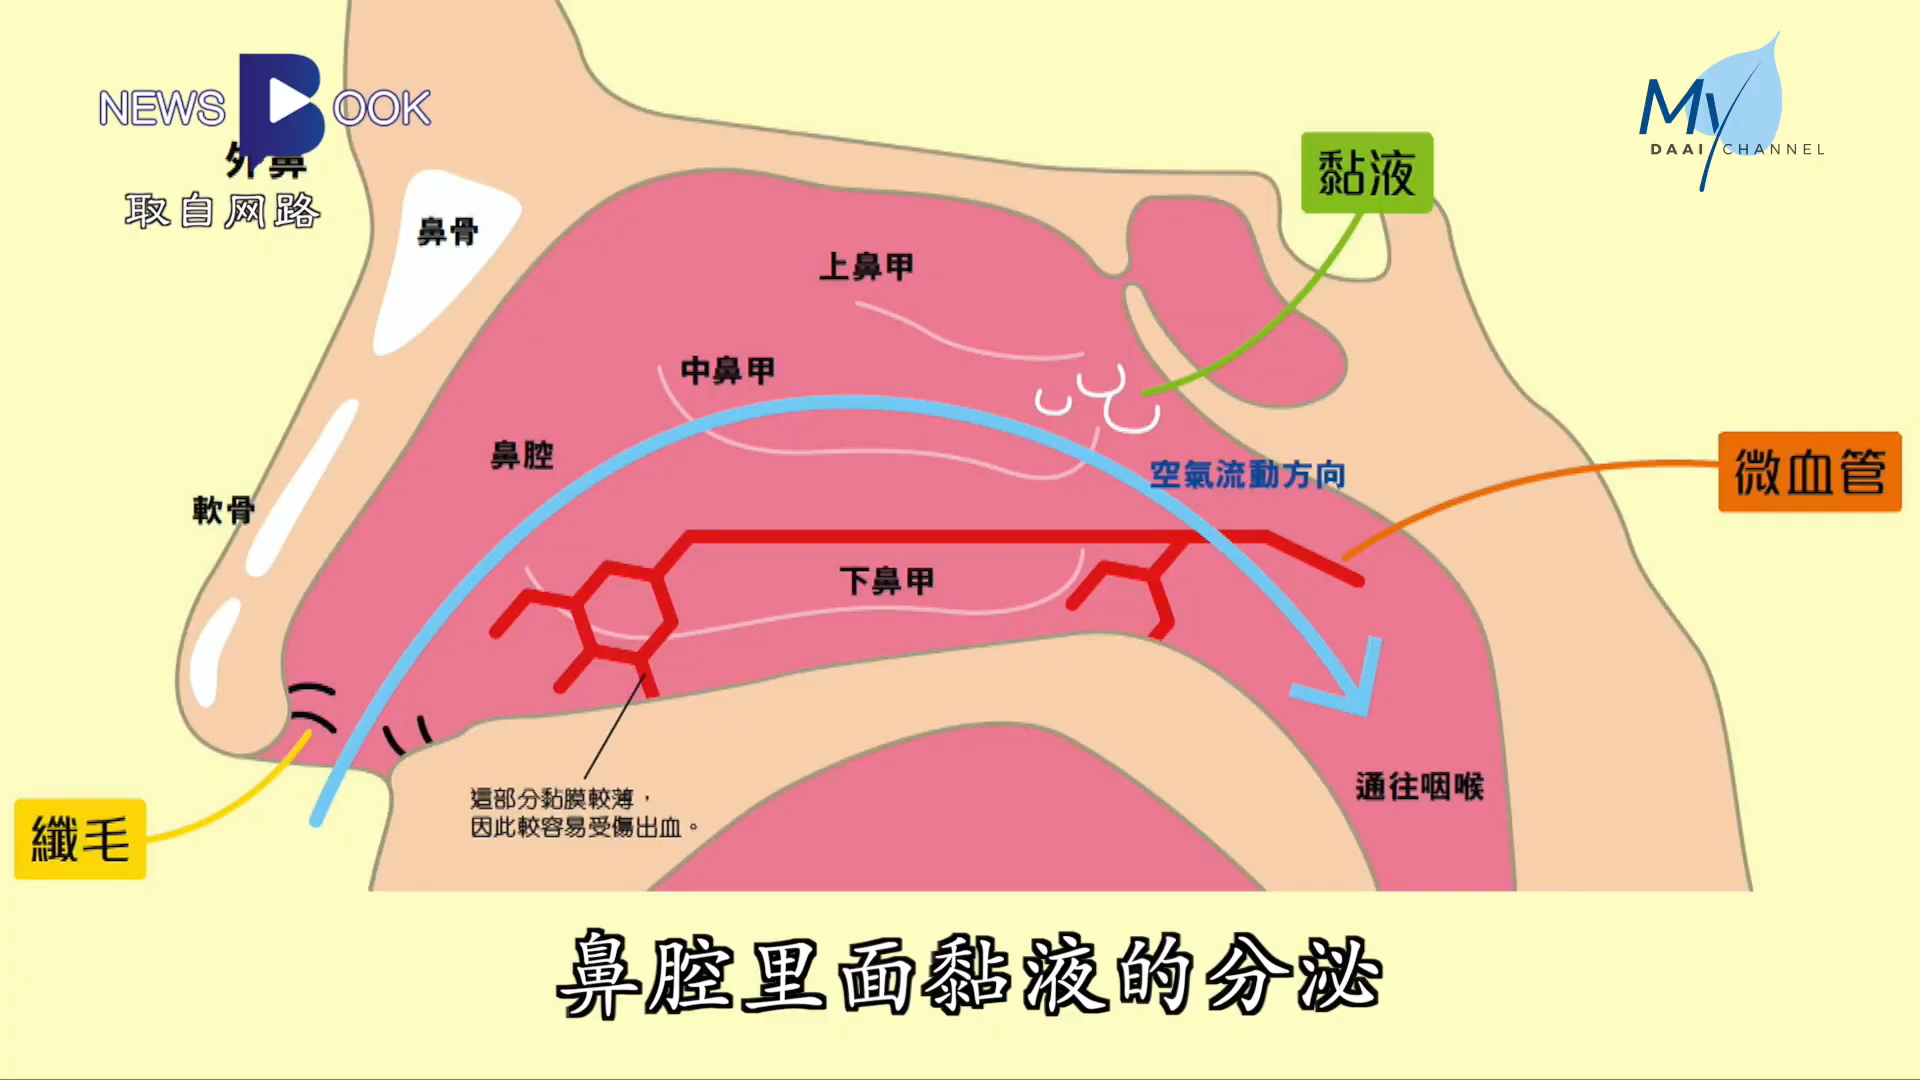 NEWS BOOK
My
DAAI CHANNEL
外鼻
取自网路
黏液
鼻骨
上鼻甲
中鼻甲
鼻腔
空氣流動方向
微血管
軟骨
下鼻甲
通往咽喉
這部分黏膜較薄，
因此較容易受傷出血。
纖毛
鼻腔里面黏液的分泌